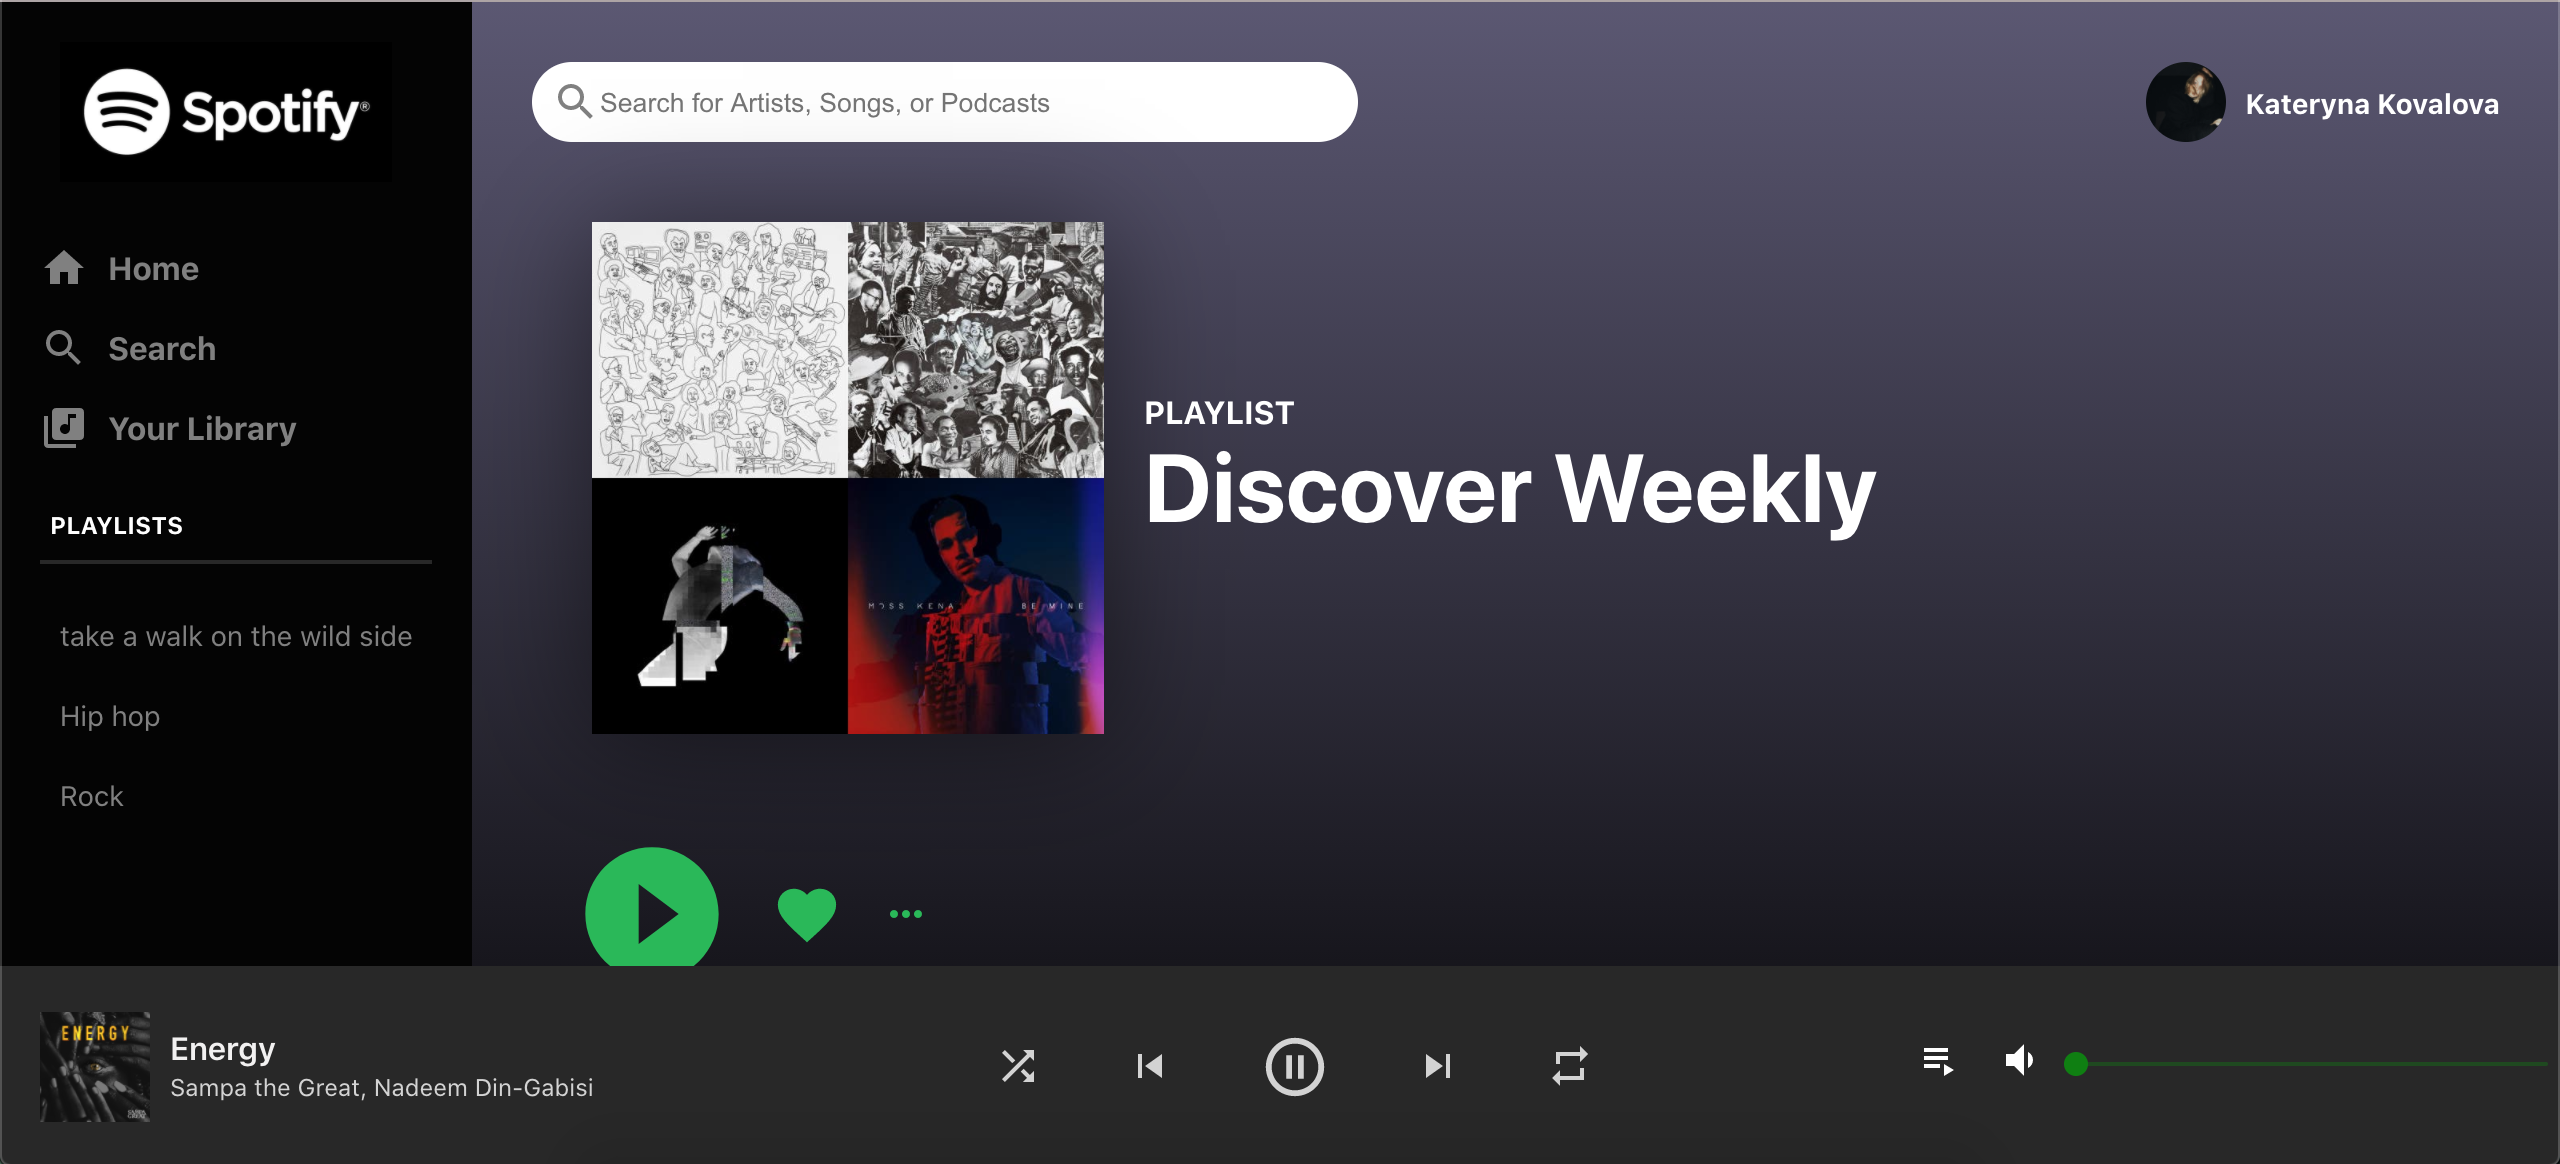 Spotify®
Home
Search
Your Library
PLAYLISTS
take a walk on the wild side
Hip hop
Rock
Search for Artists, Songs, or Podcasts
Kateryna Kovalova
MOSS KENA BE MINE
PLAYLIST
Discover Weekly
ENERGY
Energy
Sampa the Great, Nadeem Din-Gabisi